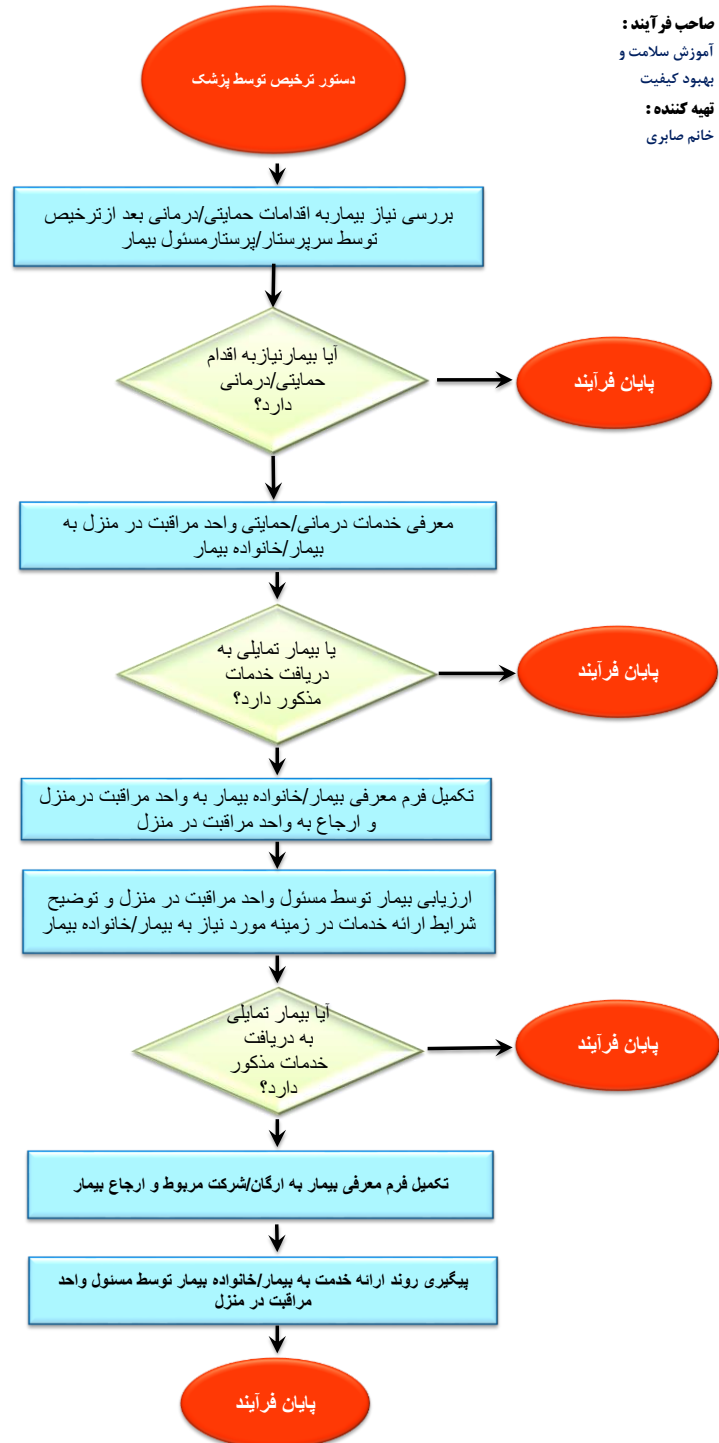 صاحب فرآیند :
آموزش سلامت و
بهبود کیفیت
تهیه کننده :
خانم صابری
دستور ترخیص توسط پزشک
بررسی نیاز بیماربه اقدامات حمایتی/درمانی بعد ازترخیص
توسط سرپرستار/پرستارمسئول بیمار
آیا بیمارنیازبه اقدام
حمایتی/درمانی
دارد؟
پایان فرآیند
معرفی خدمات درمانی/حمایتی واحد مراقبت در منزل به
بیمار/خانواده بیمار
یا بیمار تمایلی به
دریافت خدمات
مذکور دارد؟
پایان فرآیند
تکمیل فرم معرفی بیمار/خانواده بیمار به واحد مراقبت درمنزل
و ارجاع به واحد مراقبت در منزل
ارزیابی بیمار توسط مسئول واحد مراقبت در منزل و توضیح
شرایط ارائه خدمات در زمینه مورد نیاز به بیمار/خانواده بیمار
آیا بیمار تمایلی
به دریافت
خدمات مذکور
دارد؟
پایان فرآیند
تکمیل فرم معرفی بیمار به ارگان/شرکت مربوط و ارجاع بیمار
پیگیری روند ارائه خدمت به بیمار/خانواده بیمار توسط مسئول واحد
مراقبت در منزل
پایان فرآیند